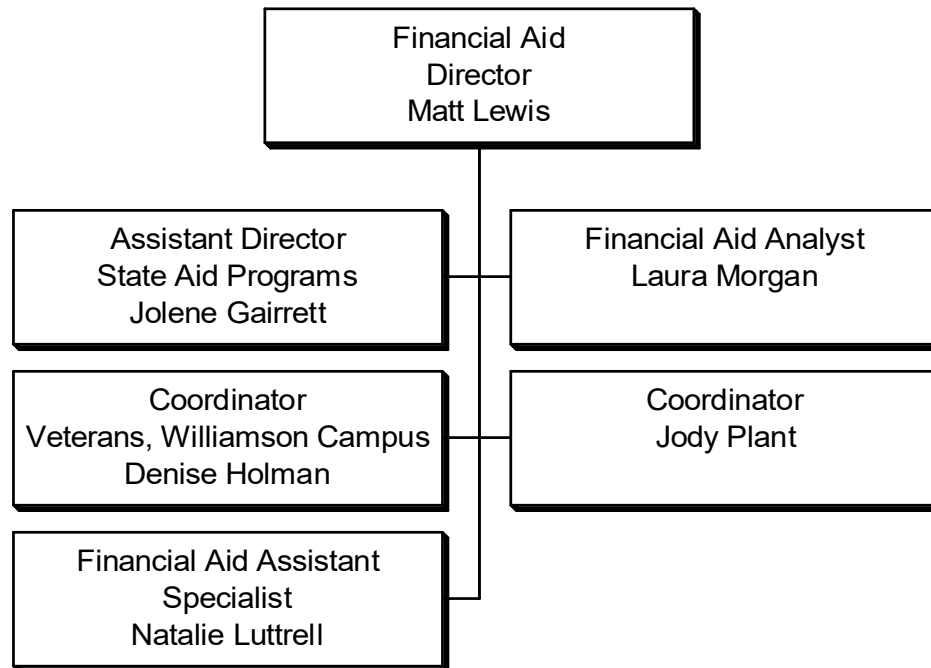 Financial Aid
Director
Matt Lewis
Assistant Director
State Aid Programs
Jolene Gairrett
Financial Aid Analyst
Laura Morgan
Coordinator
Veterans, Williamson Campus
Denise Holman
Coordinator
Jody Plant
Financial Aid Assistant
Specialist
Natalie Luttrell